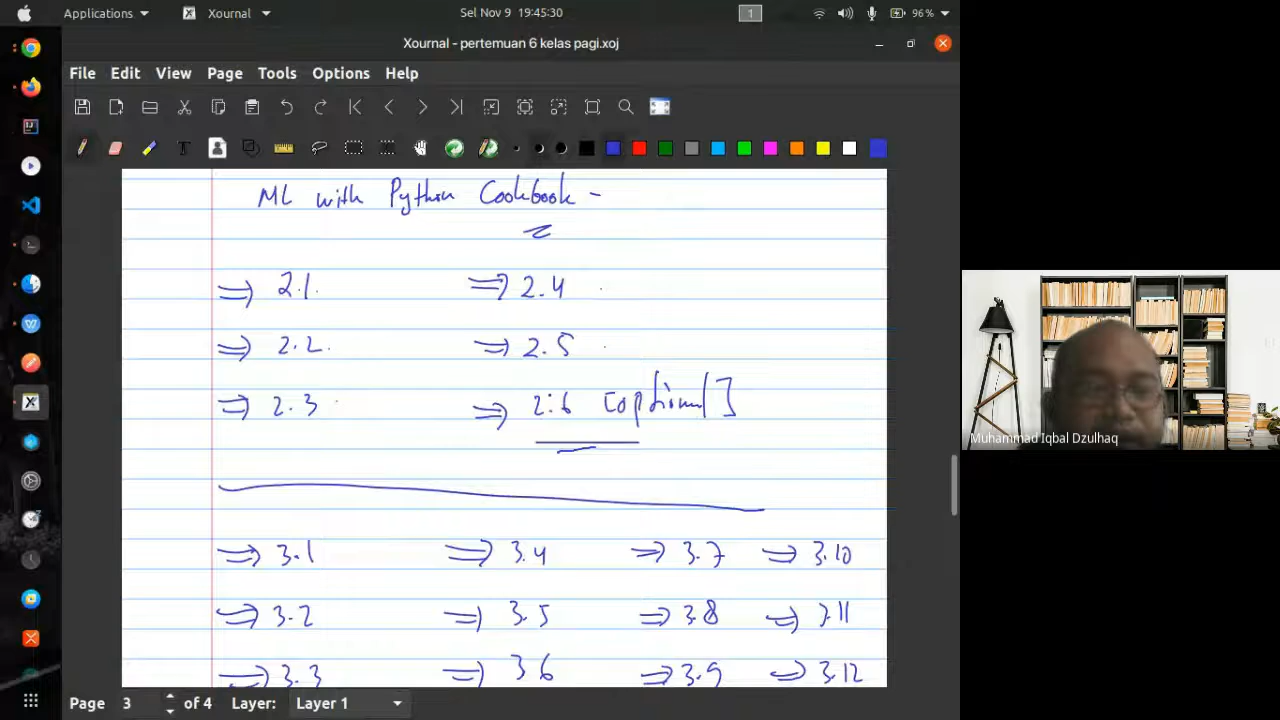 Applications Xournal Sel Nov 9 19:45:30 1 96%
Xournal - pertemuan 6 kelas pagi.xoj
File Edit View Page Tools Options Help
ML with Python Cookbook -
⇒ 2.1. ⇒ 2.4
⇒ 2.2. ⇒ 2.5
⇒ 2.3 ⇒ 2.6 [optional]
⇒ 3.1 ⇒ 3.4 ⇒ 3.7 ⇒ 3.10
⇒ 3.2 ⇒ 3.5 ⇒ 3.8 ⇒ 3.11
⇒ 3.3 ⇒ 3.6 ⇒ 3.9 ⇒ 3.12
Muhammad Iqbal Dzulhaq
Page 3 of 4 Layer: Layer 1